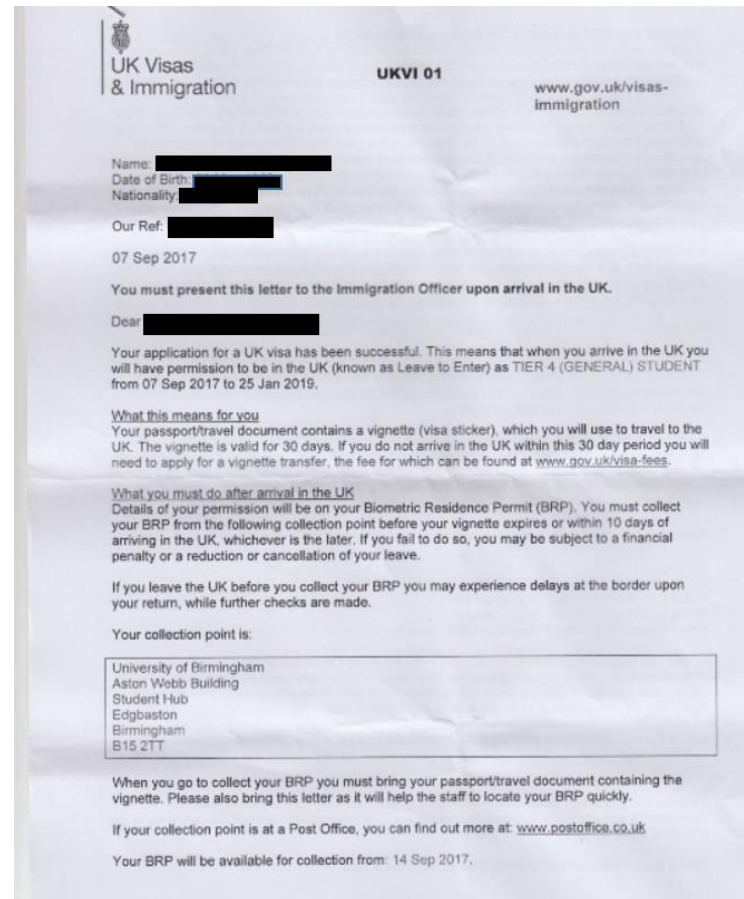 UK Visas
& Immigration
UKVI 01
www.gov.uk/visas-
immigration
Name:
Date of Birth:
Nationality:
Our Ref:
07 Sep 2017
You must present this letter to the Immigration Officer upon arrival in the UK.
Dear
Your application for a UK visa has been successful. This means that when you arrive in the UK you
will have permission to be in the UK (known as Leave to Enter) as TIER 4 (GENERAL) STUDENT
from 07 Sep 2017 to 25 Jan 2019.
What this means for you
Your passport/travel document contains a vignette (visa sticker), which you will use to travel to the
UK. The vignette is valid for 30 days. If you do not arrive in the UK within this 30 day period you will
need to apply for a vignette transfer, the fee for which can be found at www.gov.uk/visa-fees.
What you must do after arrival in the UK
Details of your permission will be on your Biometric Residence Permit (BRP). You must collect
your BRP from the following collection point before your vignette expires or within 10 days of
arriving in the UK, whichever is the later. If you fail to do so, you may be subject to a financial
penalty or a reduction or cancellation of your leave.
If you leave the UK before you collect your BRP you may experience delays at the border upon
your return, while further checks are made.
Your collection point is:
University of Birmingham
Aston Webb Building
Student Hub
Edgbaston
Birmingham
B15 2TT
When you go to collect your BRP you must bring your passport/travel document containing the
vignette. Please also bring this letter as it will help the staff to locate your BRP quickly.
If your collection point is at a Post Office, you can find out more at: www.postoffice.co.uk
Your BRP will be available for collection from: 14 Sep 2017.